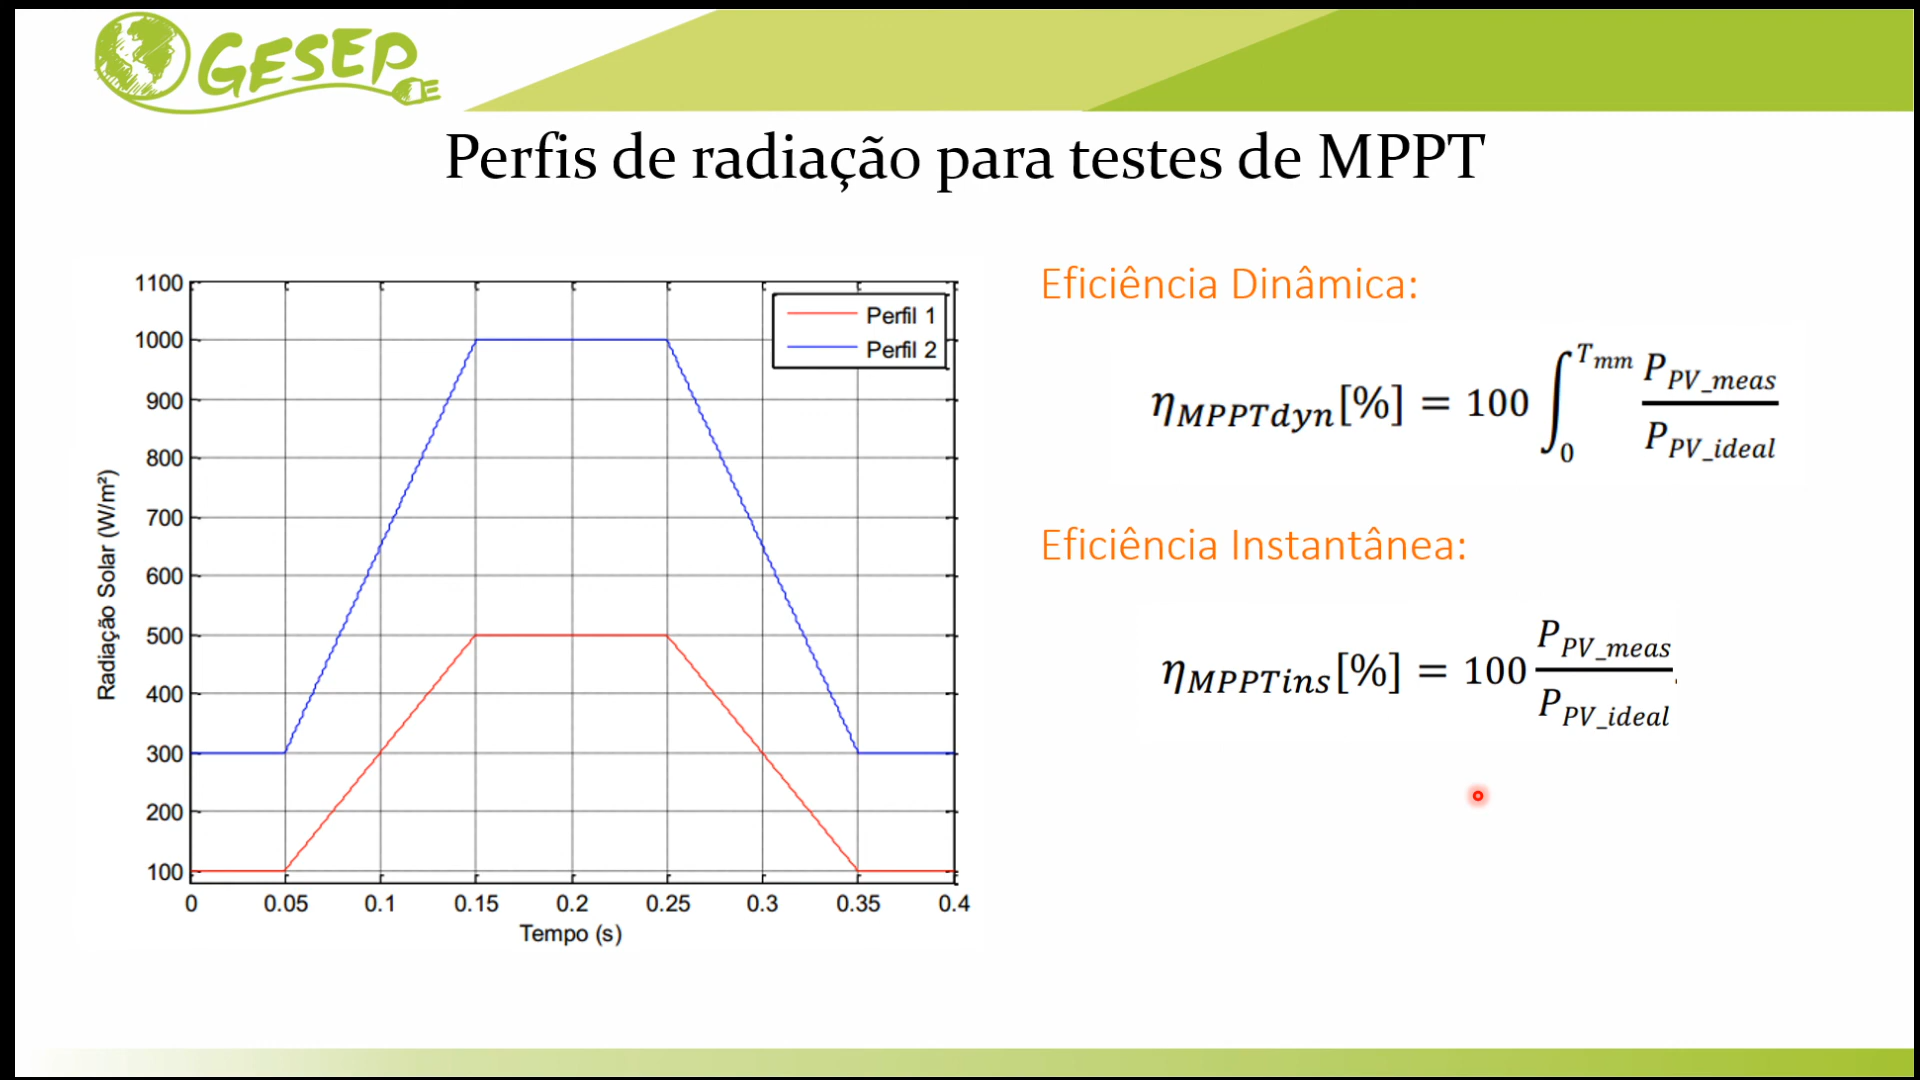 GESEP
Perfis de radiação para testes de MPPT
1100
1000
900
800
700
600
500
400
300
200
100
Radiação Solar (W/m²)
0 0.05 0.1 0.15 0.2 0.25 0.3 0.35 0.4
Tempo (s)
Perfil 1
Perfil 2
Eficiência Dinâmica:
η_{MPPTdyn}[%] = 100 ∫_0^{T_{mm}} \frac{P_{PV\_meas}}{P_{PV\_ideal}}
Eficiência Instantânea:
η_{MPPTins}[%] = 100 \frac{P_{PV\_meas}}{P_{PV\_ideal}}.